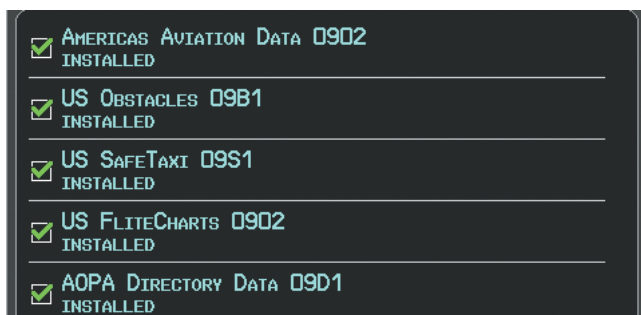 Americas Aviation Data 0902
INSTALLED
US Obstacles 09B1
INSTALLED
US SafeTaxi 09S1
INSTALLED
US FliteCharts 0902
INSTALLED
AOPA Directory Data 09D1
INSTALLED